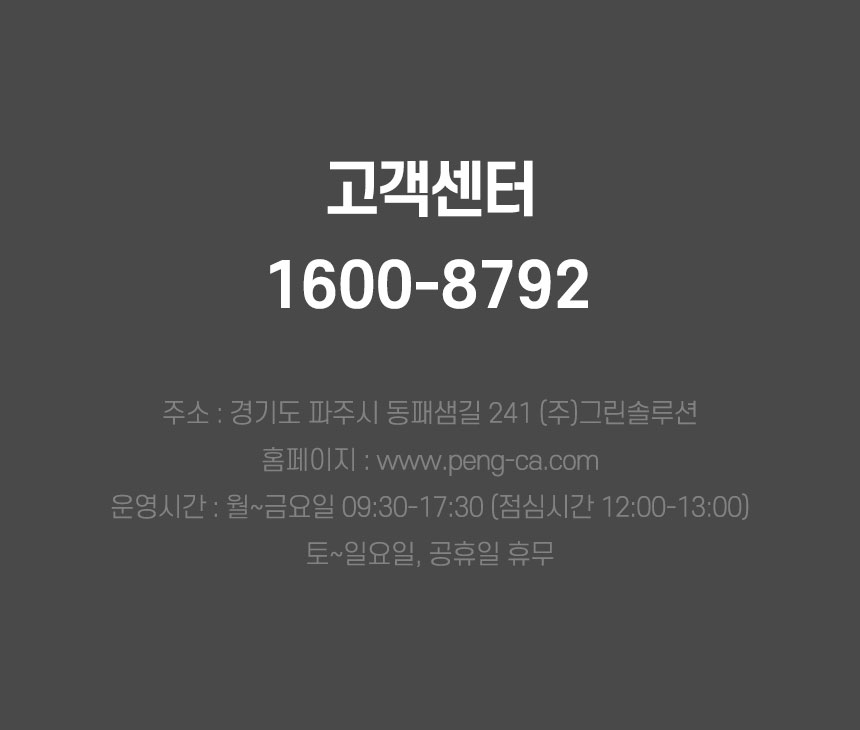 고객센터
1600-8792
주소 : 경기도 파주시 동패샘길 241 (주)그린솔루션
홈페이지 : www.peng-ca.com
운영시간 : 월~금요일 09:30-17:30 (점심시간 12:00-13:00)
토~일요일, 공휴일 휴무